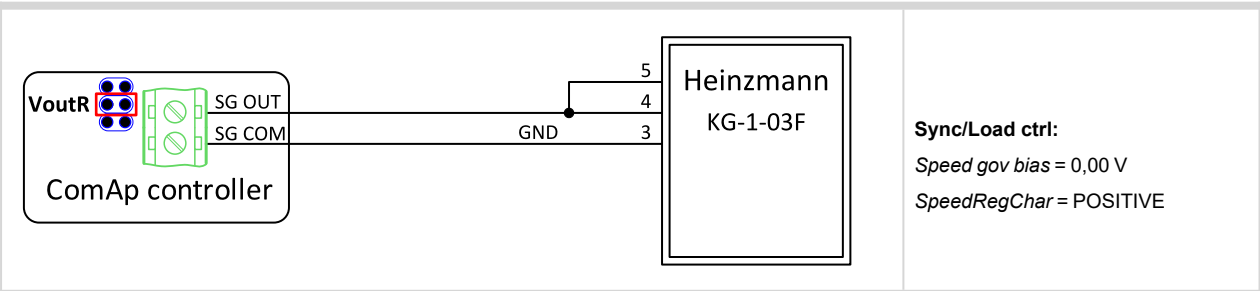 VoutR
SG OUT
SG COM
ComAp controller
GND
5
4
3
Heinzmann
KG-1-03F
Sync/Load ctrl:
Speed gov bias = 0,00 V
SpeedRegChar = POSITIVE